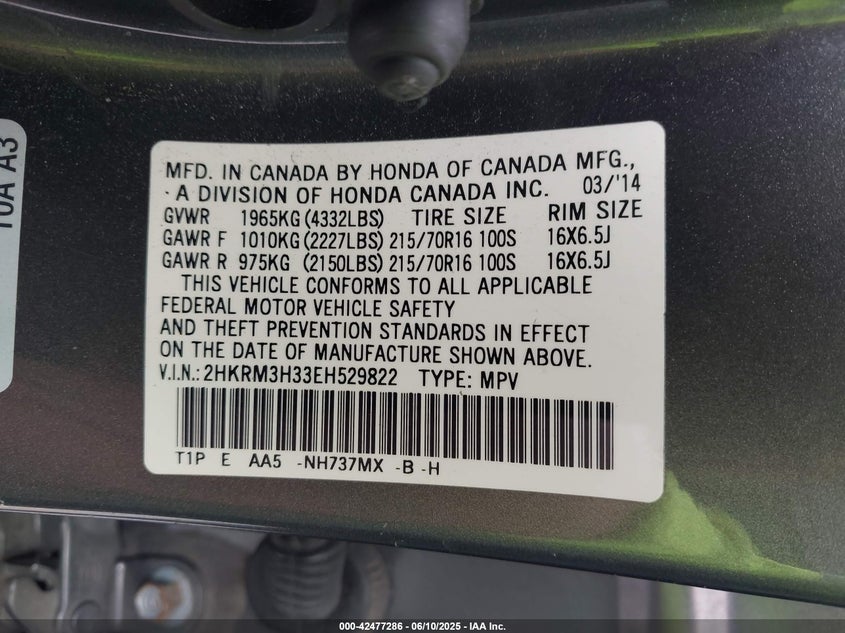 10A A3
MFD. IN CANADA BY HONDA OF CANADA MFG.,
A DIVISION OF HONDA CANADA INC. 03/'14
GVWR 1965KG (4332LBS) TIRE SIZE RIM SIZE
GAWR F 1010KG (2227LBS) 215/70R16 100S 16X6.5J
GAWR R 975KG (2150LBS) 215/70R16 100S 16X6.5J
THIS VEHICLE CONFORMS TO ALL APPLICABLE
FEDERAL MOTOR VEHICLE SAFETY
AND THEFT PREVENTION STANDARDS IN EFFECT
ON THE DATE OF MANUFACTURE SHOWN ABOVE.
V.I.N.: 2HKRM3H33EH529822 TYPE: MPV
T1P E AA5 -NH737MX -B -H
000-42477286 - 06/10/2025 - IAA Inc.